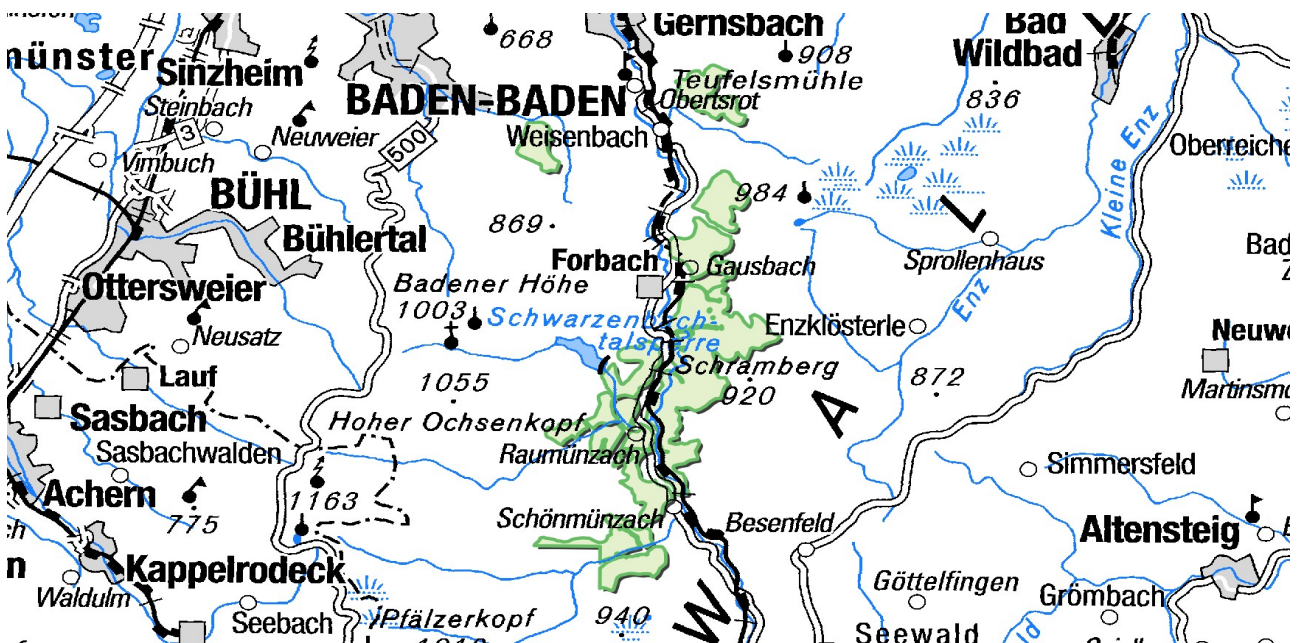 Gernsbach
Bad
Wildbad
668
908
münster
Sinzheim
Teufelsmühle
836
Steinbach
BADEN-BADEN
Obertsrot
3
Neuweier
500
Weisenbach
Kleine Enz
Vimbuch
BÜHL
984
L
869
Bühlertal
Forbach
Gausbach
Sprollenhaus
Bad
Ottersweier
Badener Höhe
1003
Enz
Schwarzenbach-
talsperre
Enzklösterle
Neusatz
Schramberg
920
Lauf
1055
872
A
Sasbach
Hoher Ochsenkopf
Sasbachwalden
Raumünzach
Simmersfeld
Achern
1163
775
Schönmünzach
Besenfeld
Altensteig
Kappelrodeck
Göttelfingen
Waldulm
Grömbach
Seebach
Pfälzerkopf
940
W
Seewald